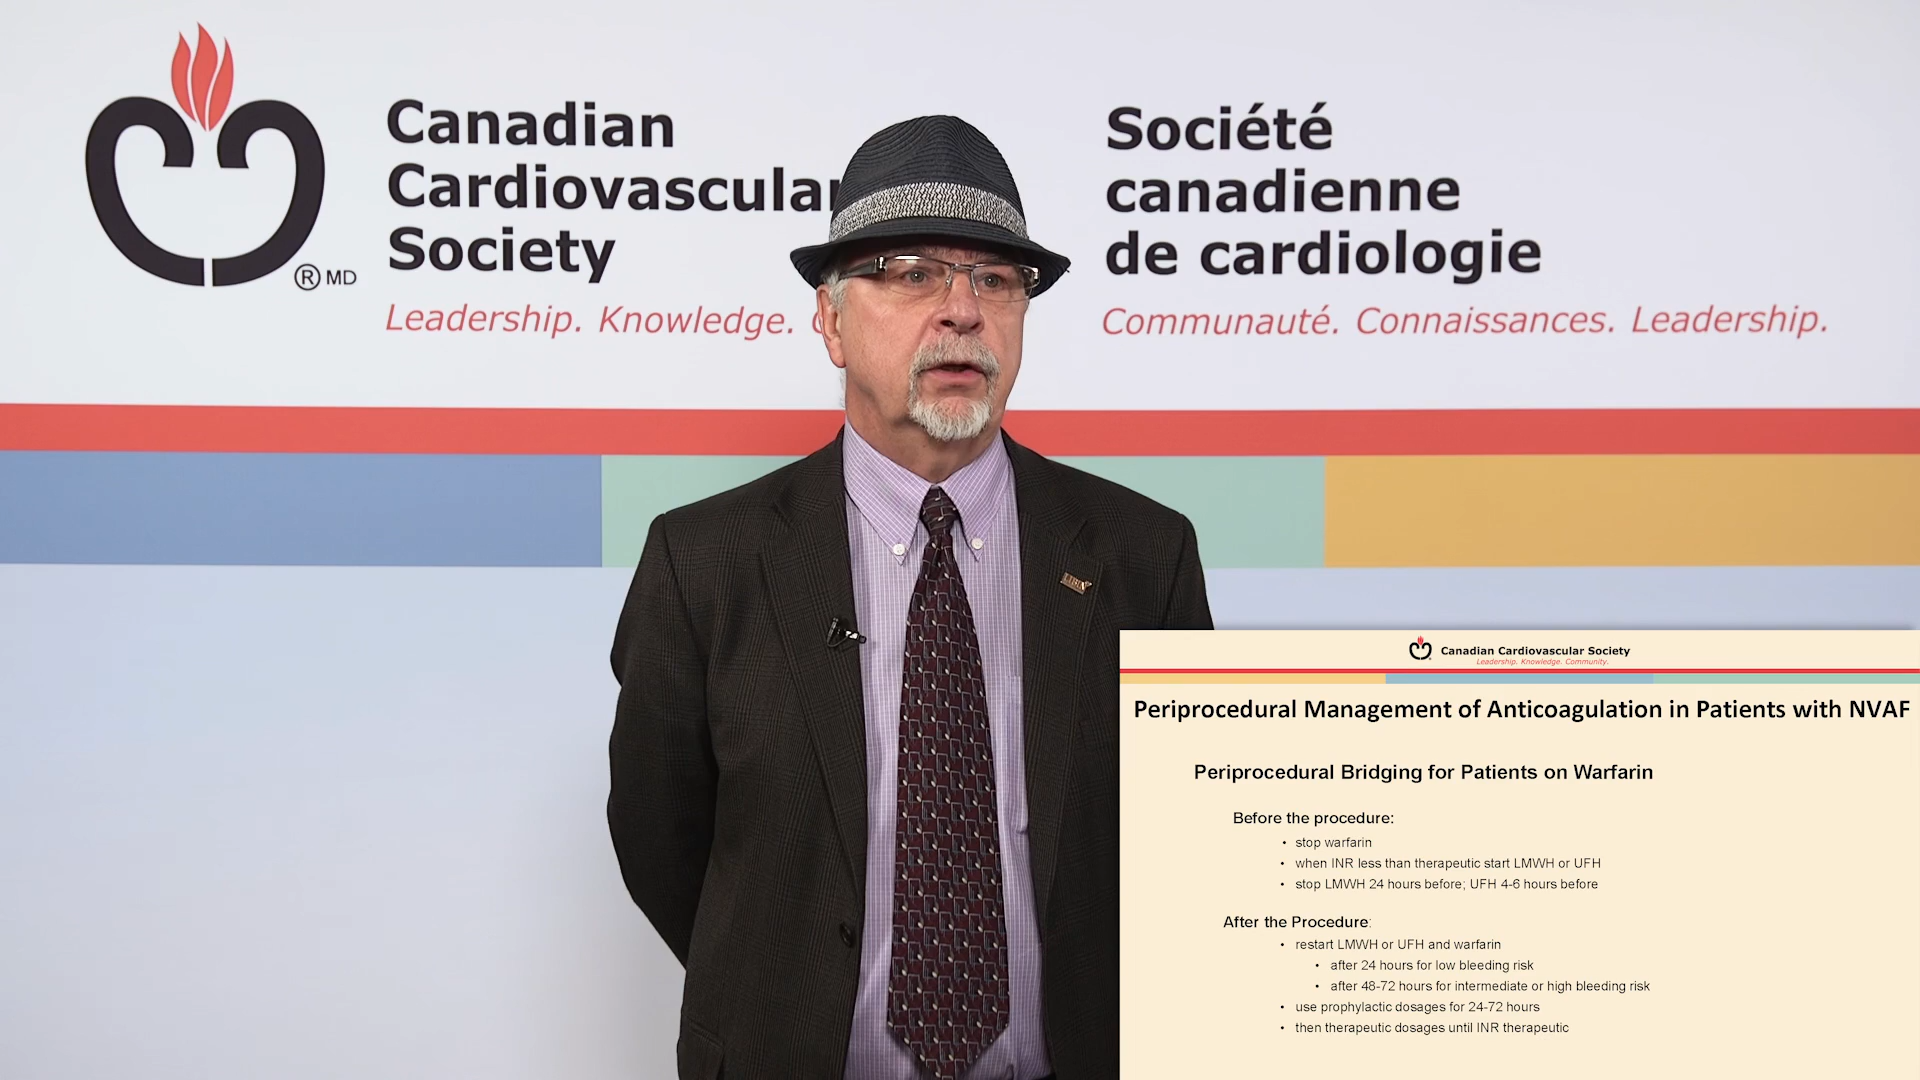 Canadian
Cardiovascular
Society
® MD
Leadership. Knowledge.
Société
canadienne
de cardiologie
Communauté. Connaissances. Leadership.
Canadian Cardiovascular Society
Leadership. Knowledge. Community.
Periprocedural Management of Anticoagulation in Patients with NVAF
Periprocedural Bridging for Patients on Warfarin
Before the procedure:
• stop warfarin
• when INR less than therapeutic start LMWH or UFH
• stop LMWH 24 hours before; UFH 4-6 hours before
After the Procedure:
• restart LMWH or UFH and warfarin
• after 24 hours for low bleeding risk
• after 48-72 hours for intermediate or high bleeding risk
• use prophylactic dosages for 24-72 hours
• then therapeutic dosages until INR therapeutic